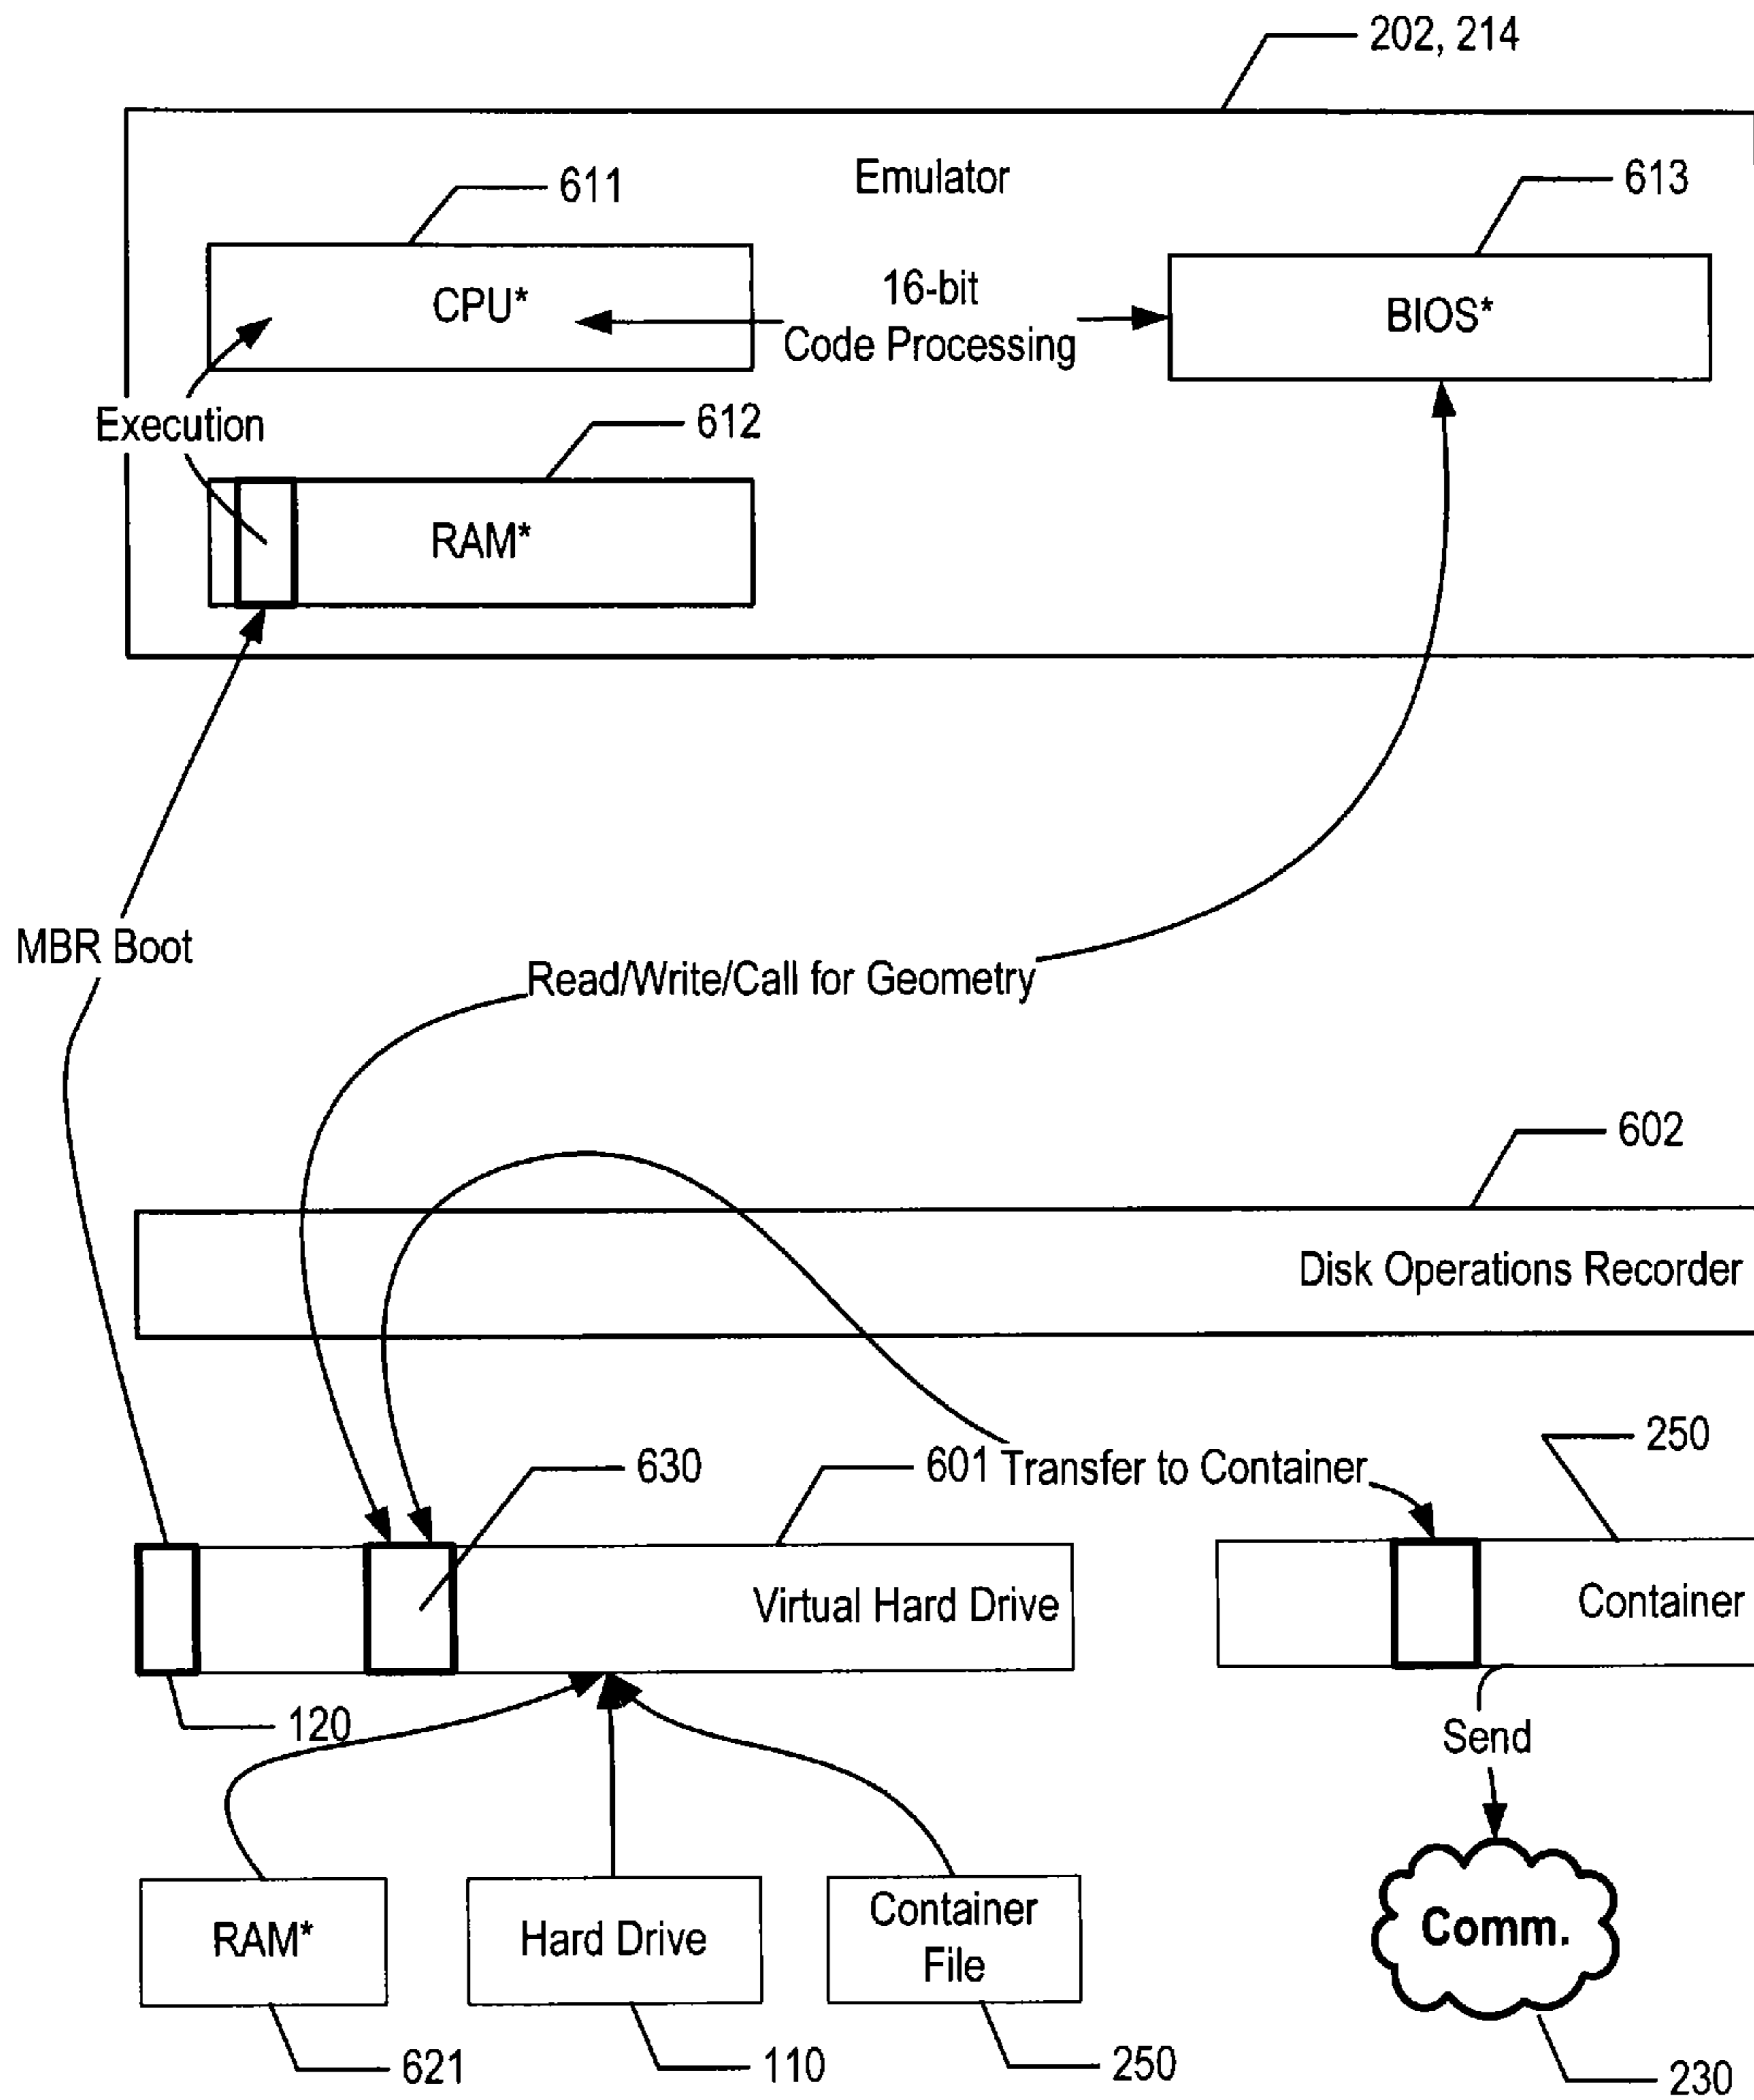 202, 214
Emulator
611
613
CPU*
16-bit
Code Processing
BIOS*
Execution
612
RAM*
MBR Boot
Read/Write/Call for Geometry
602
Disk Operations Recorder
250
630
601
Transfer to Container
Virtual Hard Drive
Container
120
Send
RAM*
Hard Drive
Container
File
Comm.
621
110
250
230